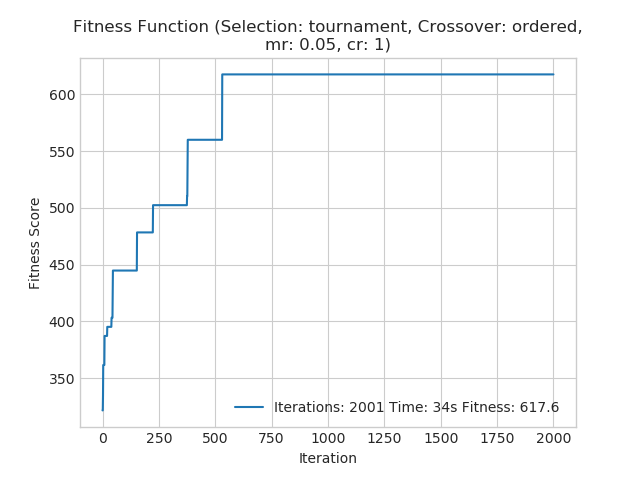 Fitness Function (Selection: tournament, Crossover: ordered,
mr: 0.05, cr: 1)
600
550
500
450
400
350
Fitness Score
Iterations: 2001 Time: 34s Fitness: 617.6
0 250 500 750 1000 1250 1500 1750 2000
Iteration